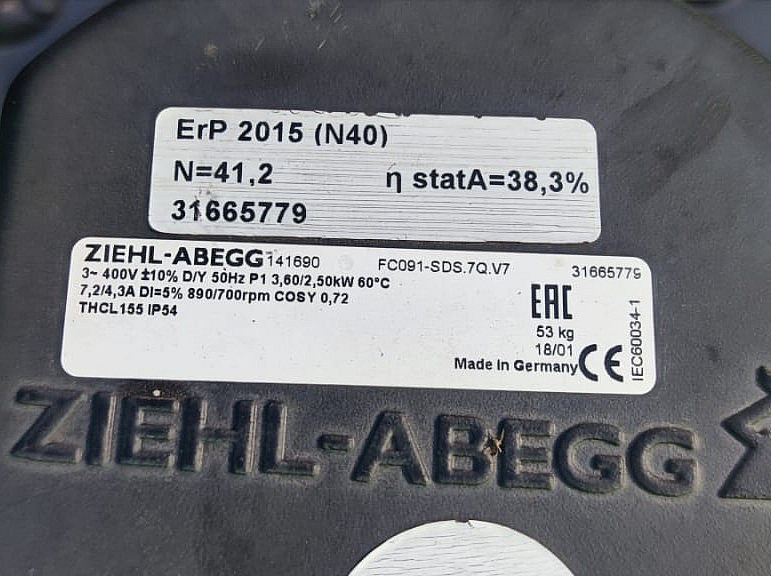 ErP 2015 (N40)
N=41,2 η statA=38,3%
31665779
ZIEHL-ABEGG 141690 FC091-SDS.7Q.V7 31665779
3~ 400V ±10% D/Y 50Hz P1 3,60/2,50kW 60°C
7,2/4,3A DI=5% 890/700rpm COSY 0,72
THCL155 IP54
EAC
53 kg
18/01
Made in Germany CE
IEC60034-1
ZIEHL-ABEGG